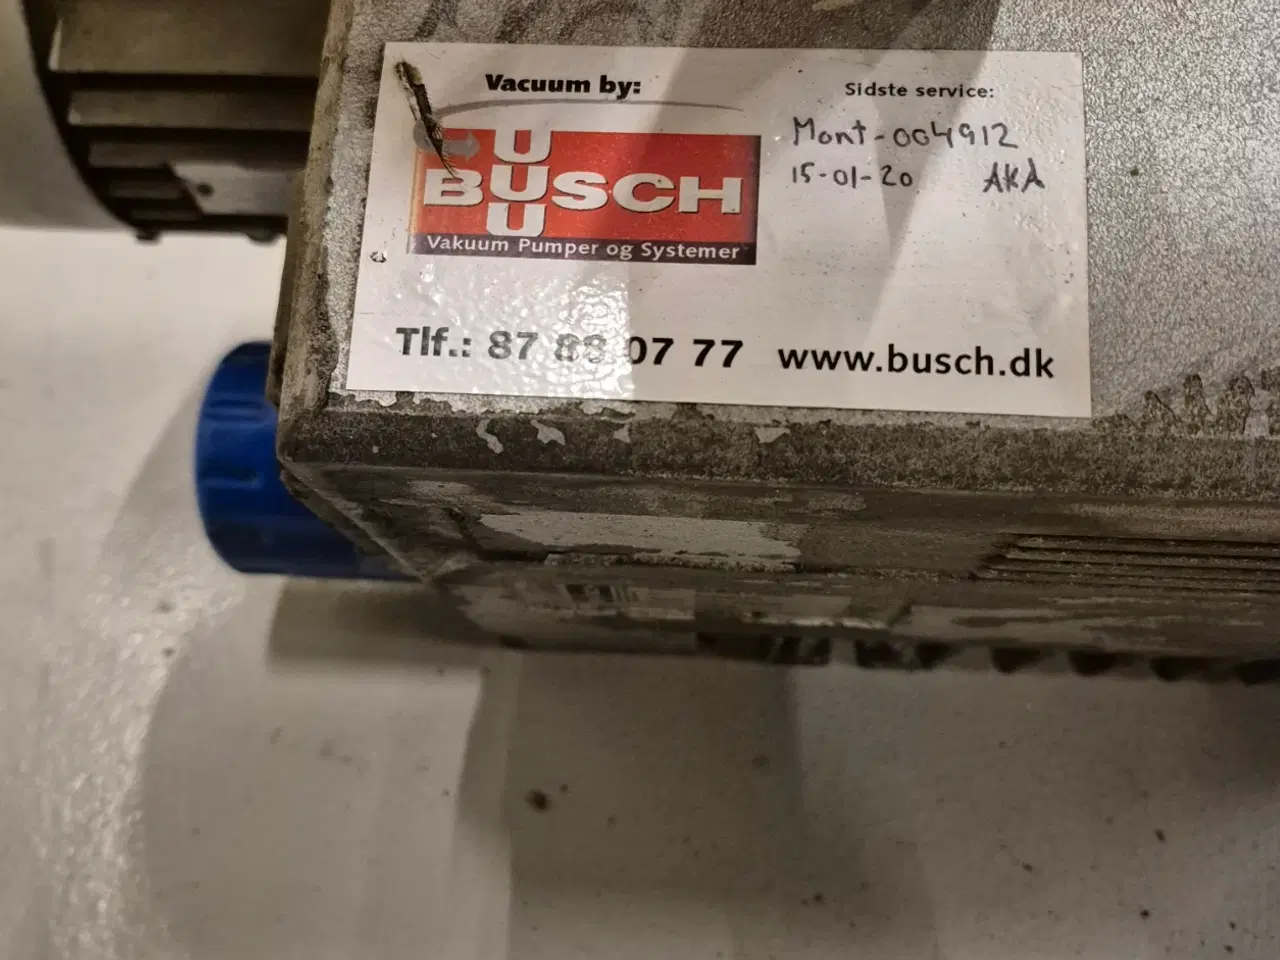 Vacuum by:
BUSCH
Vakuum Pumper og Systemer
Sidste service:
Mont-004912
15-01-20 AKA
Tlf.: 87 88 07 77 www.busch.dk